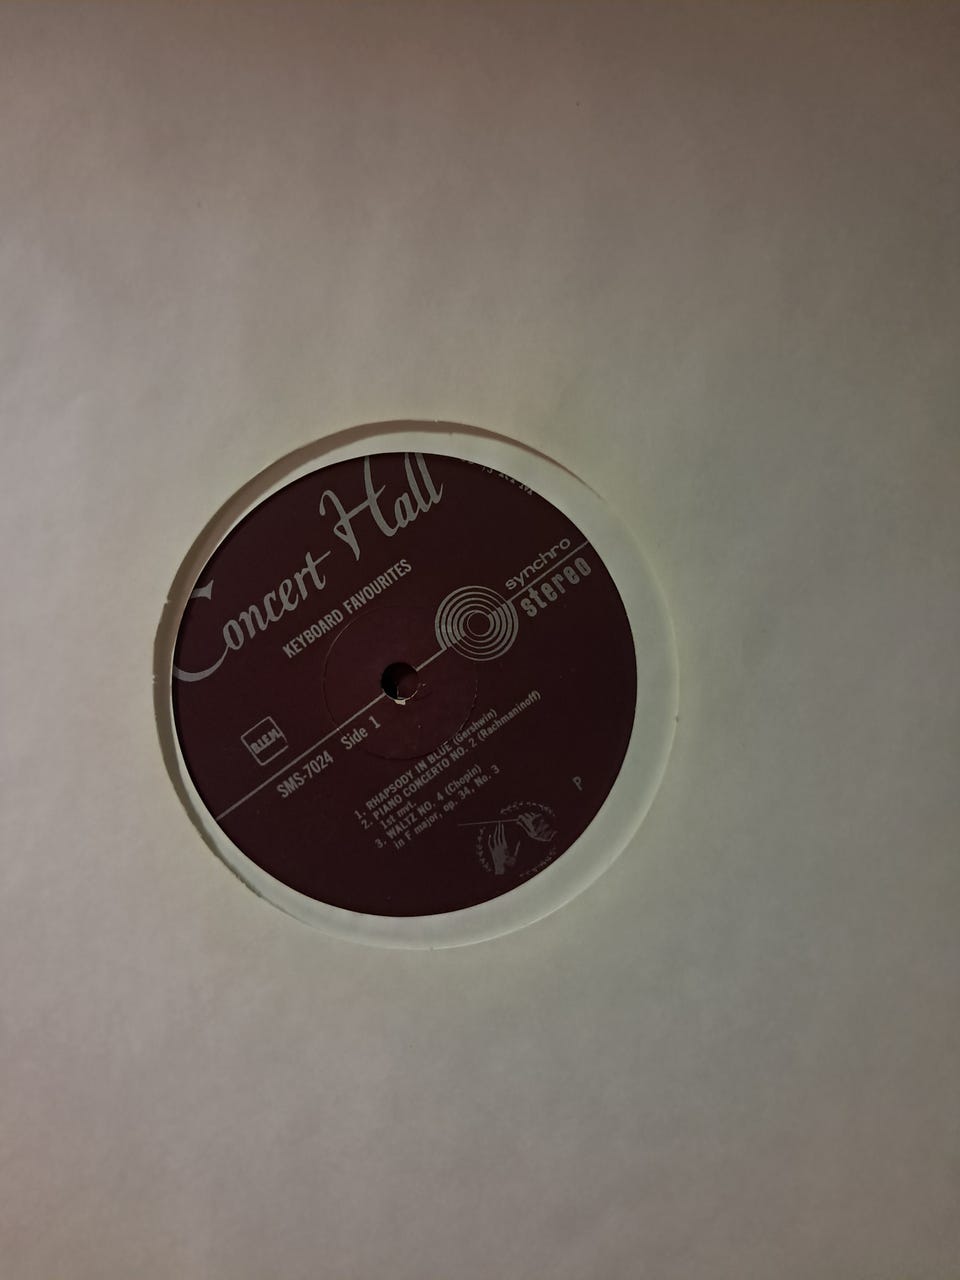 Concert Hall
KEYBOARD FAVOURITES
synchro
stereo
B.I.E.M.
SMS-7024 Side 1
1. RHAPSODY IN BLUE (Gershwin)
2. PIANO CONCERTO NO. 2 (Rachmaninoff)
1st mvt.
3. WALTZ NO. 4 (Chopin)
in F major, op. 34, No. 3
P